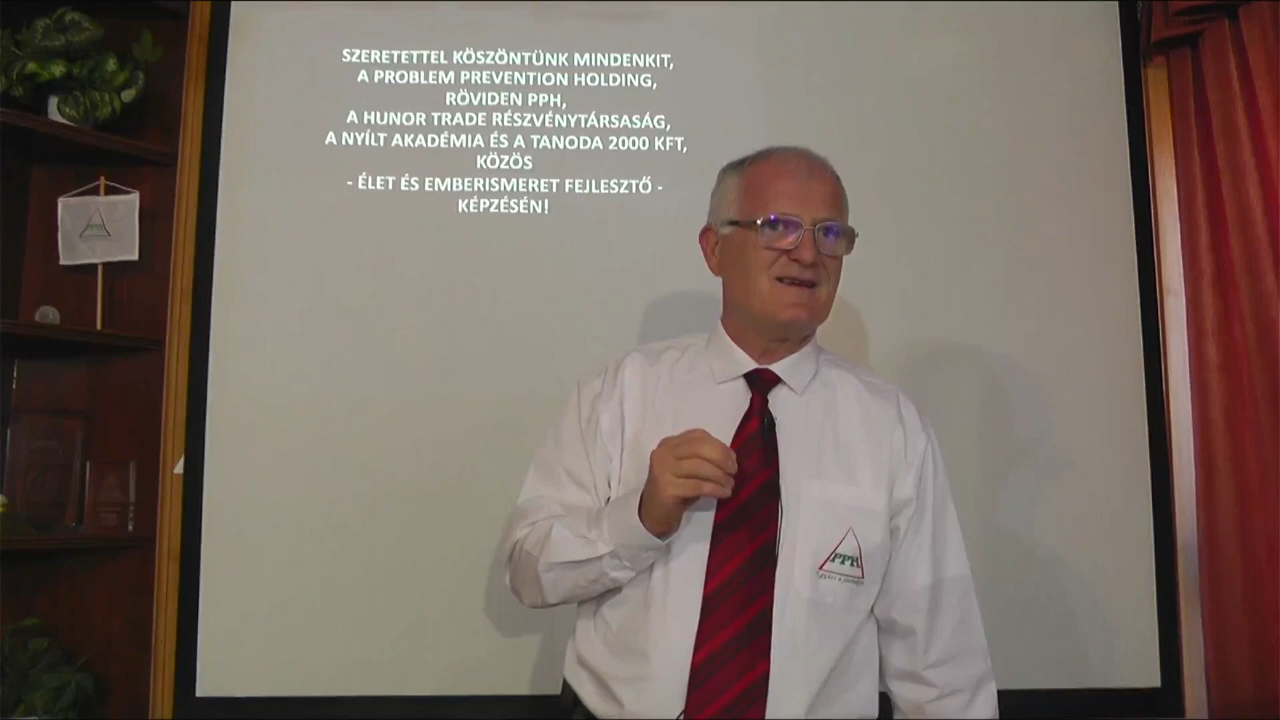 SZERETETTEL KÖSZÖNTÜNK MINDENKIT,
A PROBLEM PREVENTION HOLDING,
RÖVIDEN PPH,
A HUNOR TRADE RÉSZVÉNYTÁRSASÁG,
A NYÍLT AKADÉMIA ÉS A TANODA 2000 KFT,
KÖZÖS
- ÉLET ÉS EMBERISMERET FEJLESZTŐ -
KÉPZÉSÉN!
PPH
PPH